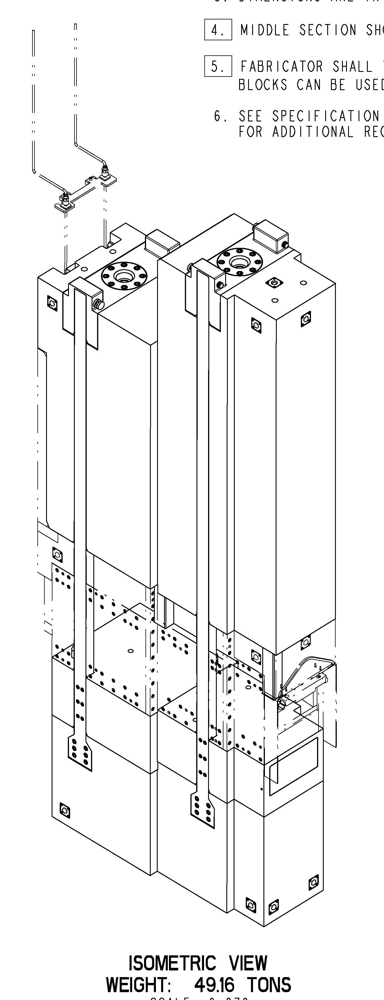 4. MIDDLE SECTION
5. FABRICATOR SHALL
BLOCKS CAN BE USED
6. SEE SPECIFICATION
FOR ADDITIONAL
ISOMETRIC VIEW
WEIGHT: 49.16 TONS